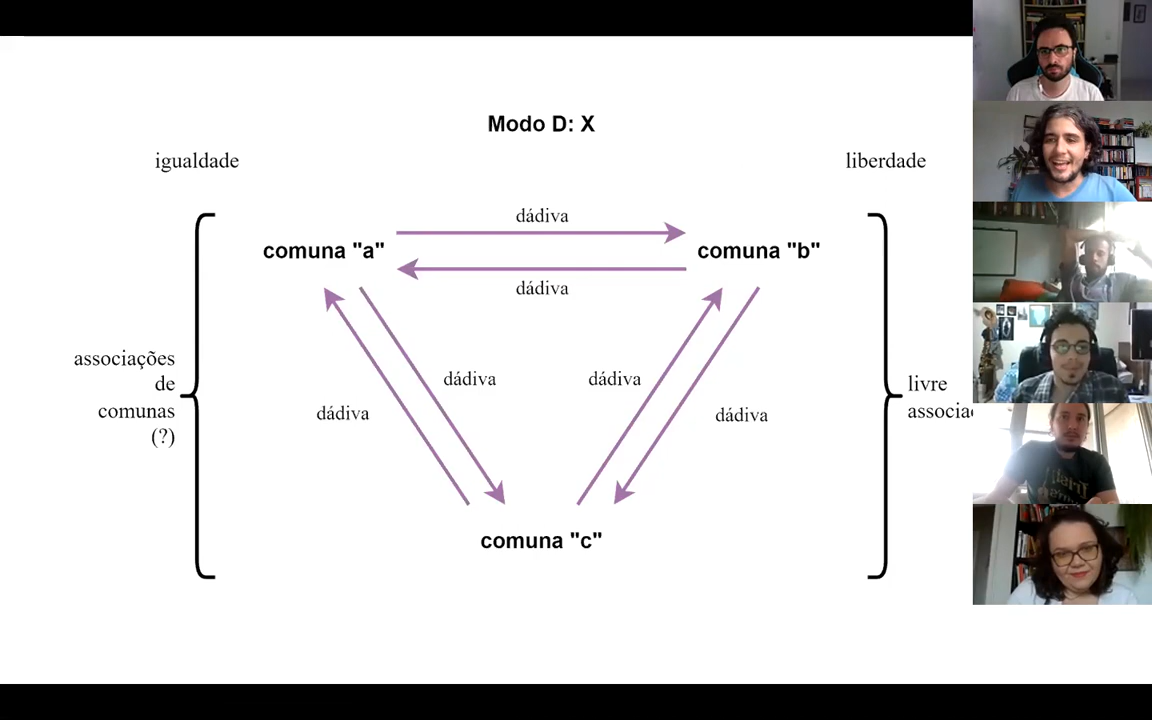 Modo D: X
igualdade
liberdade
dádiva
comuna "a"
comuna "b"
dádiva
associações
de
comunas
(?)
dádiva
dádiva
dádiva
dádiva
livre
comuna "c"